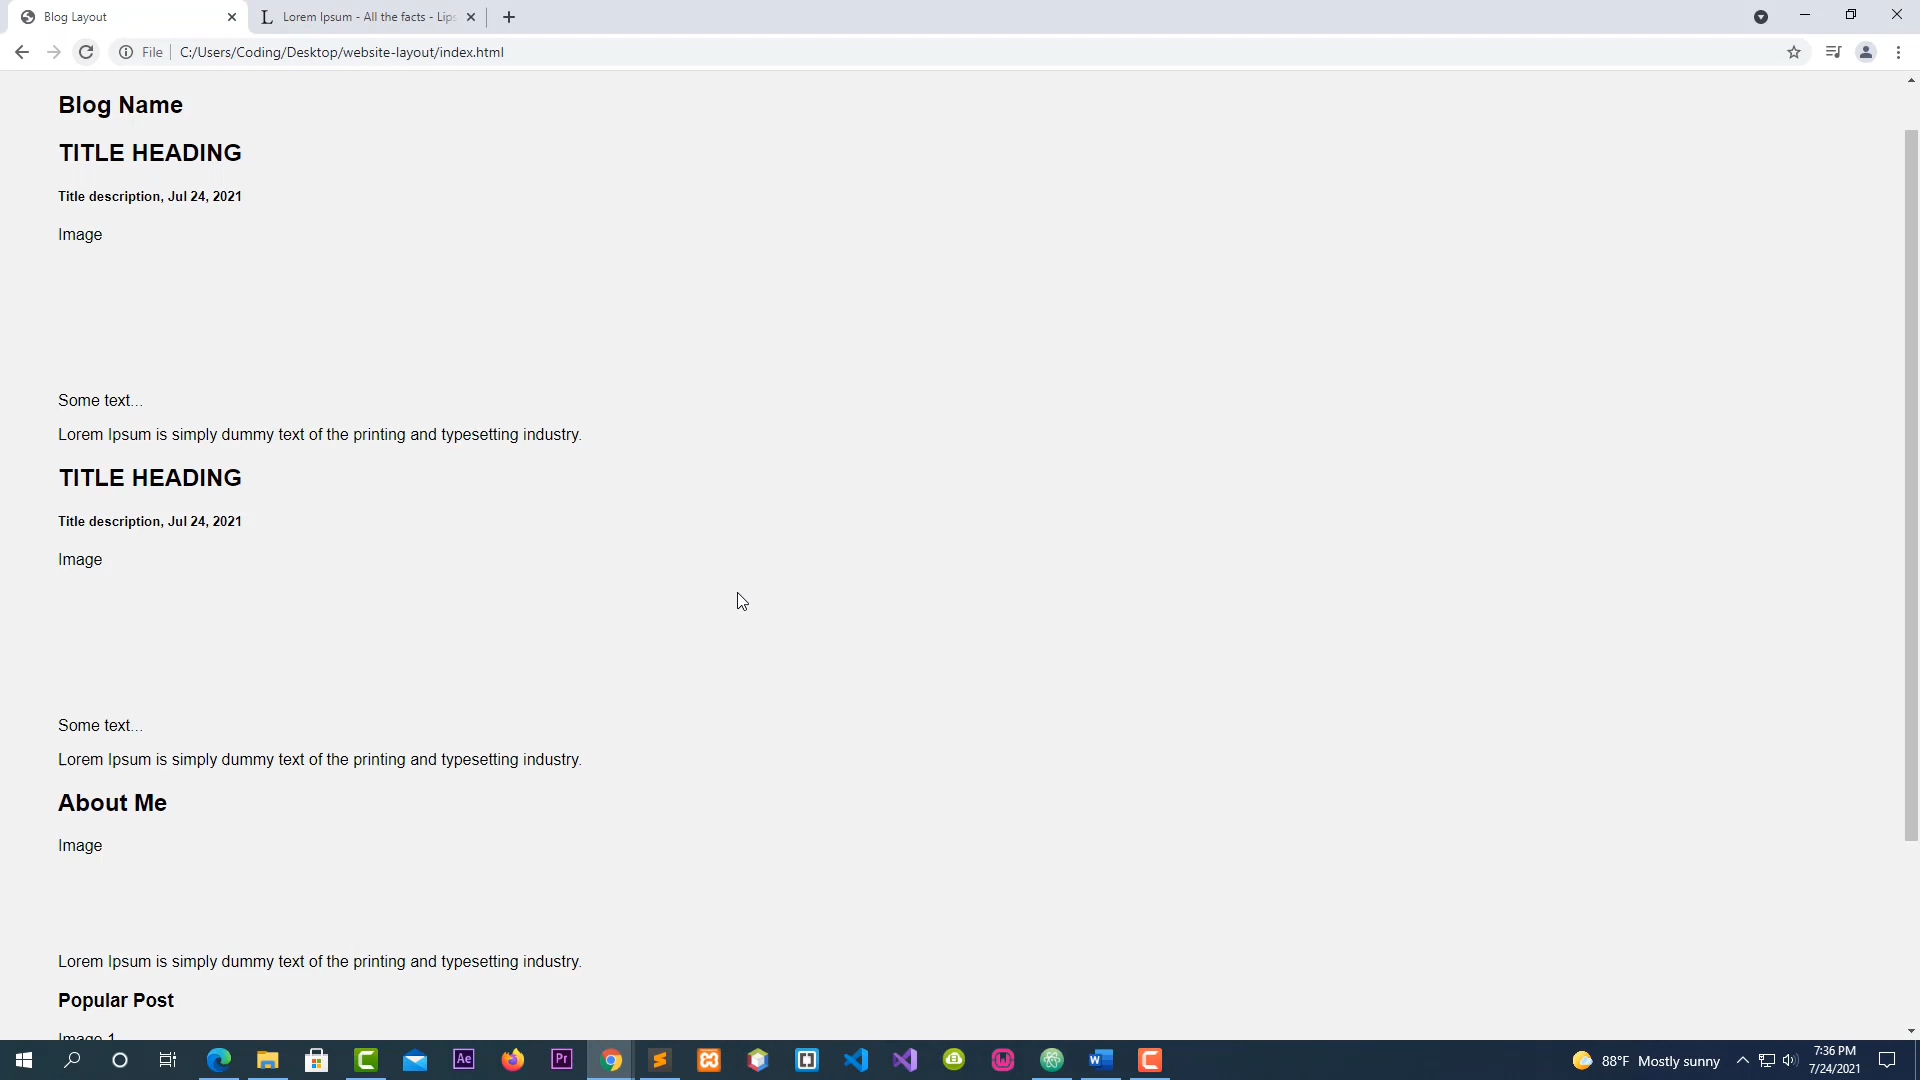 Blog Layout
L Lorem Ipsum - All the facts - Lips
File C:/Users/Coding/Desktop/website-layout/index.html
Blog Name
TITLE HEADING
Title description, Jul 24, 2021
Image
Some text...
Lorem Ipsum is simply dummy text of the printing and typesetting industry.
TITLE HEADING
Title description, Jul 24, 2021
Image
Some text...
Lorem Ipsum is simply dummy text of the printing and typesetting industry.
About Me
Image
Lorem Ipsum is simply dummy text of the printing and typesetting industry.
Popular Post
Image 1
Ae Pr W 88°F Mostly sunny
7:36 PM
7/24/2021